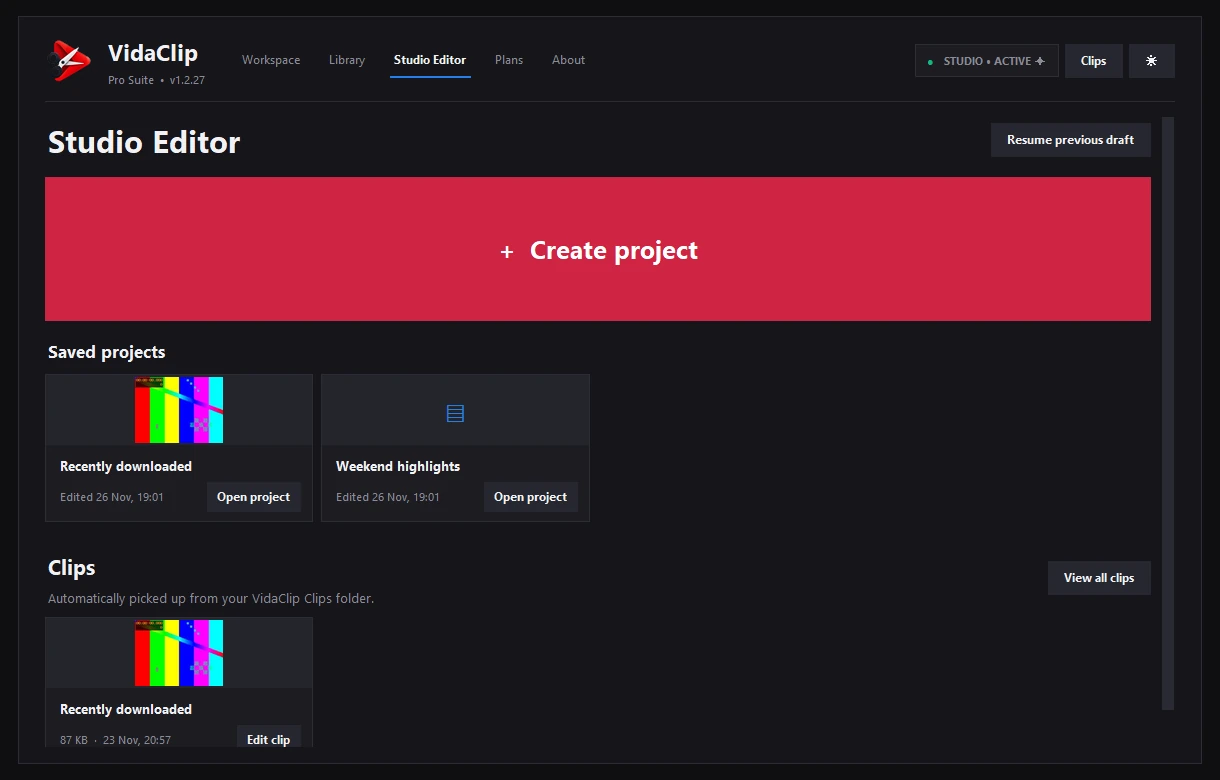 VidaClip
Pro Suite • v1.2.27
Workspace
Library
Studio Editor
Plans
About
STUDIO • ACTIVE
Clips
Studio Editor
Resume previous draft
+ Create project
Saved projects
Recently downloaded
Edited 26 Nov, 19:01
Open project
Weekend highlights
Edited 26 Nov, 19:01
Open project
Clips
View all clips
Automatically picked up from your VidaClip Clips folder.
Recently downloaded
87 KB · 23 Nov, 20:57
Edit clip